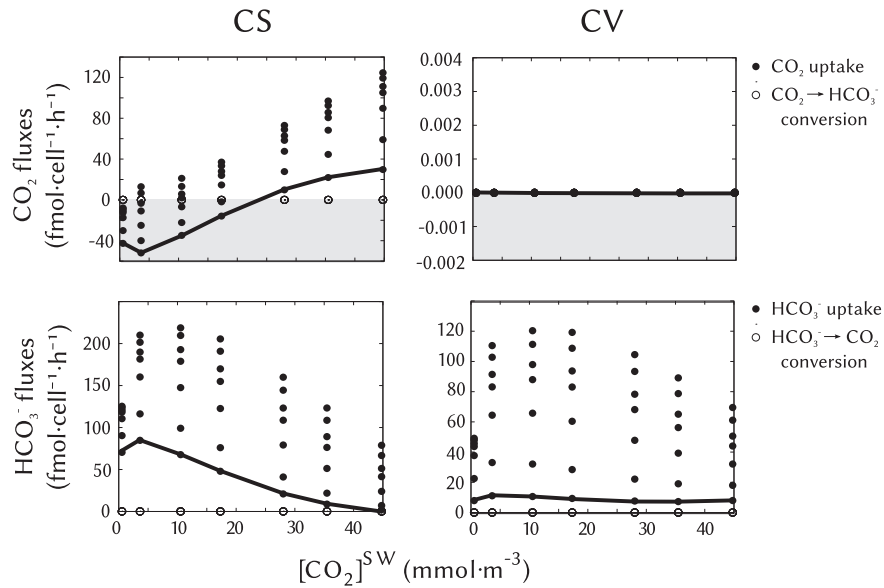 CS CV
120
80
40
0
-40
CO₂ fluxes
(fmol·cell⁻¹·h⁻¹)
0.004
0.003
0.002
0.001
0.000
-0.001
-0.002
CO₂ uptake
CO₂→HCO₃⁻
conversion
200
150
100
50
0
HCO₃⁻ fluxes
(fmol·cell⁻¹·h⁻¹)
120
100
80
60
40
20
0
HCO₃⁻ uptake
HCO₃⁻→CO₂
conversion
0 10 20 30 40
0 10 20 30 40
[CO₂]ˢᵂ (mmol·m⁻³)